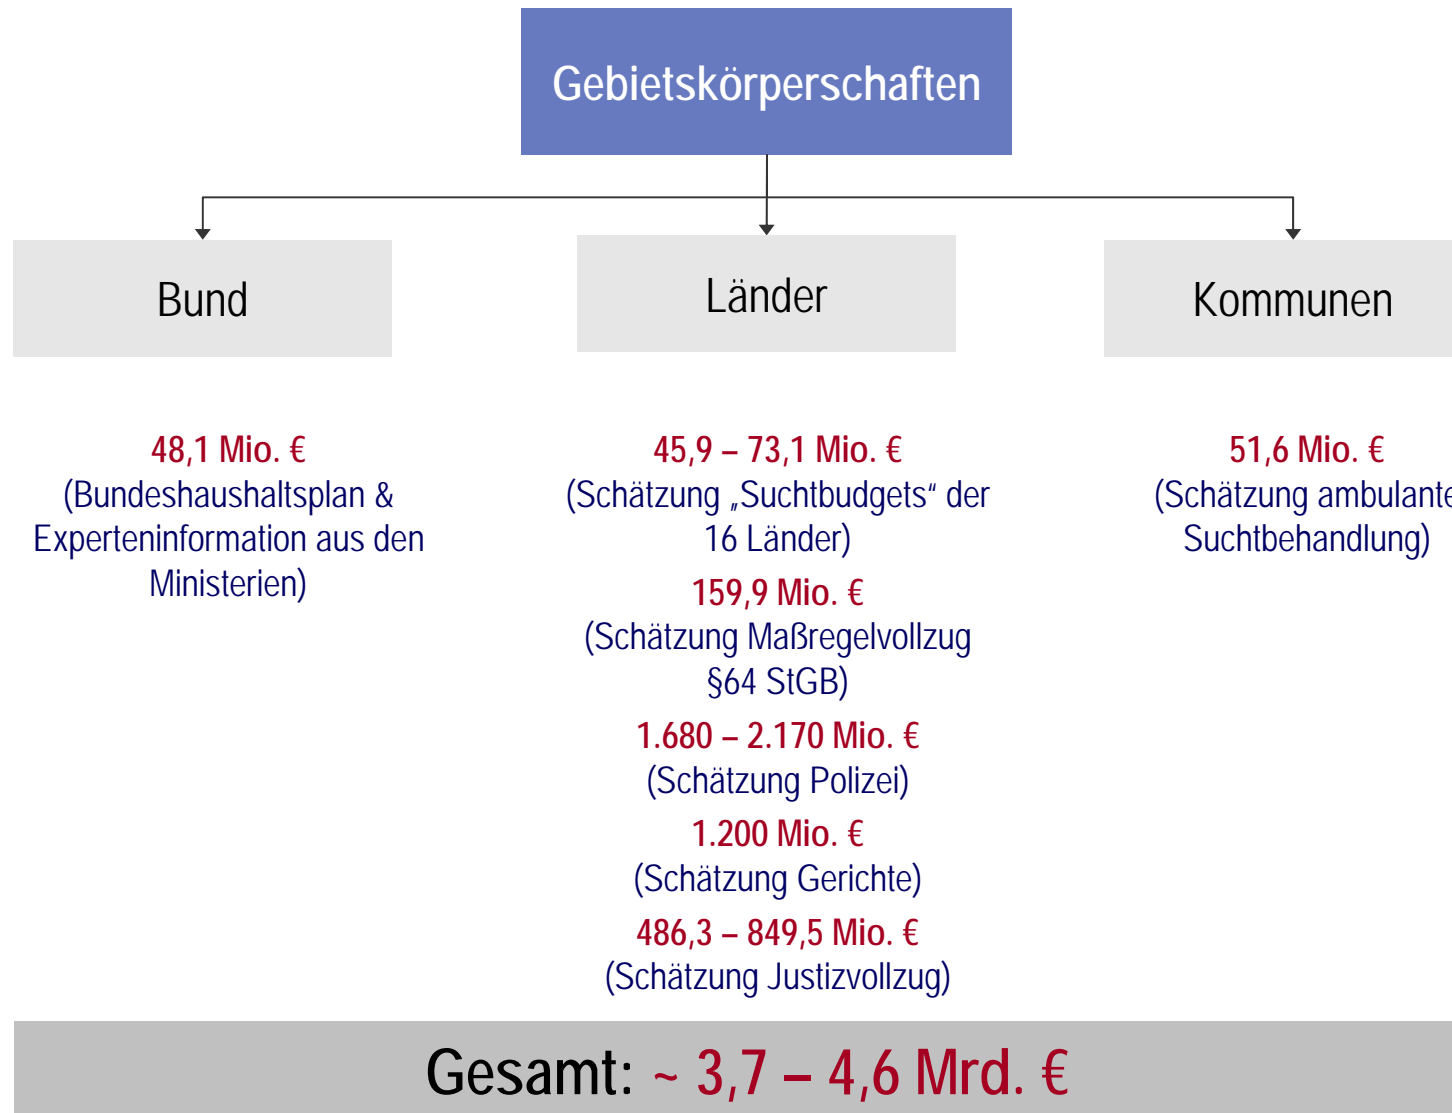 Gebietskörperschaften
Bund
Länder
Kommunen
48,1 Mio. €
(Bundeshaushaltsplan &
Experteninformation aus den
Ministerien)
45,9 – 73,1 Mio. €
(Schätzung „Suchtbudgets“ der
16 Länder)
159,9 Mio. €
(Schätzung Maßregelvollzug
§64 StGB)
1.680 – 2.170 Mio. €
(Schätzung Polizei)
1.200 Mio. €
(Schätzung Gerichte)
486,3 – 849,5 Mio. €
(Schätzung Justizvollzug)
51,6 Mio. €
(Schätzung ambulante
Suchtbehandlung)
Gesamt: ~ 3,7 – 4,6 Mrd. €